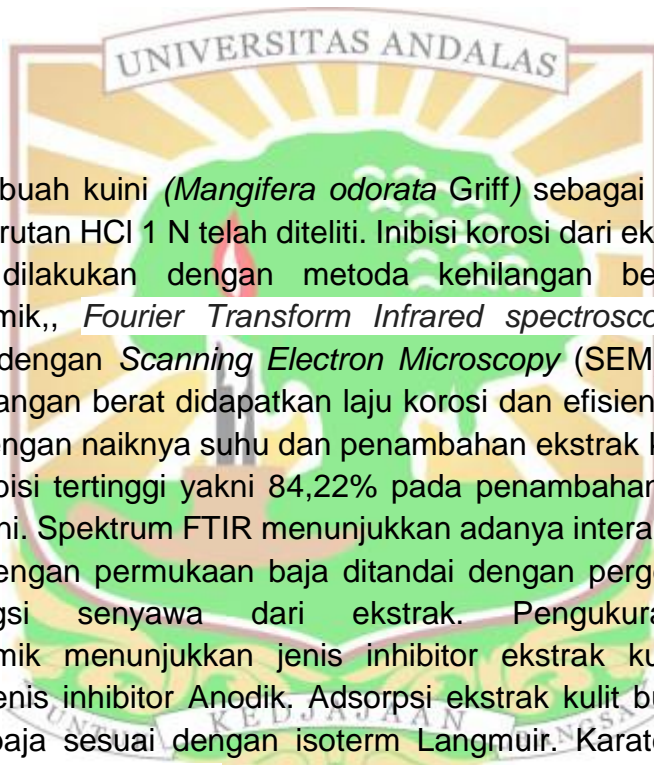 UNIVERSITAS ANDALAS
buah kuini (Mangifera odorata Griff) sebagai
rutan HCl 1 N telah diteliti. Inibisi korosi dari ek
dilakukan dengan metoda kehilangan be
mik,, Fourier Transform Infrared spectrosco
dengan Scanning Electron Microscopy (SEM
angan berat didapatkan laju korosi dan efisien
engan naiknya suhu dan penambahan ekstrak k
bisi tertinggi yakni 84,22% pada penambahan
ni. Spektrum FTIR menunjukkan adanya intera
engan permukaan baja ditandai dengan perg
gsi senyawa dari ekstrak. Pengukura
mik menunjukkan jenis inhibitor ekstrak ku
enis inhibitor Anodik. Adsorpsi ekstrak kulit bu
UNTUK KEDJAJAAN BANGSA
baja sesuai dengan isoterm Langmuir. Karat